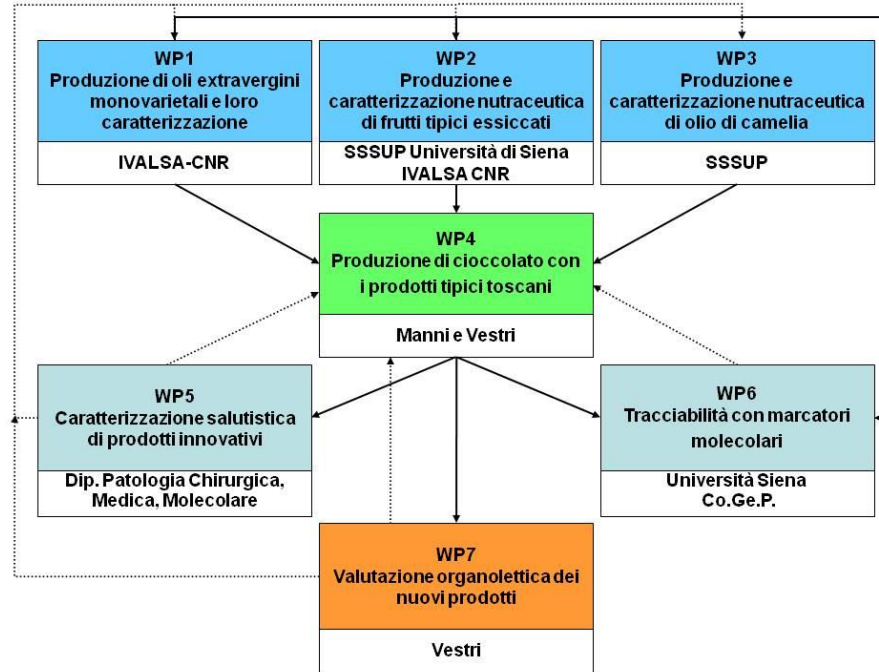 WP1
Produzione di oli extravergini
monovarietali e loro
caratterizzazione
IVALSA-CNR
WP2
Produzione e
caratterizzazione nutraceutica
di frutti tipici essiccati
SSSUP Università di Siena
IVALSA CNR
WP3
Produzione e
caratterizzazione nutraceutica
di olio di camelia
SSSUP
WP4
Produzione di cioccolato con
i prodotti tipici toscani
Manni e Vestri
WP5
Caratterizzazione salutistica
di prodotti innovativi
Dip. Patologia Chirurgica,
Medica, Molecolare
WP6
Tracciabilità con marcatori
molecolari
Università Siena
Co.Ge.P.
WP7
Valutazione organolettica dei
nuovi prodotti
Vestri